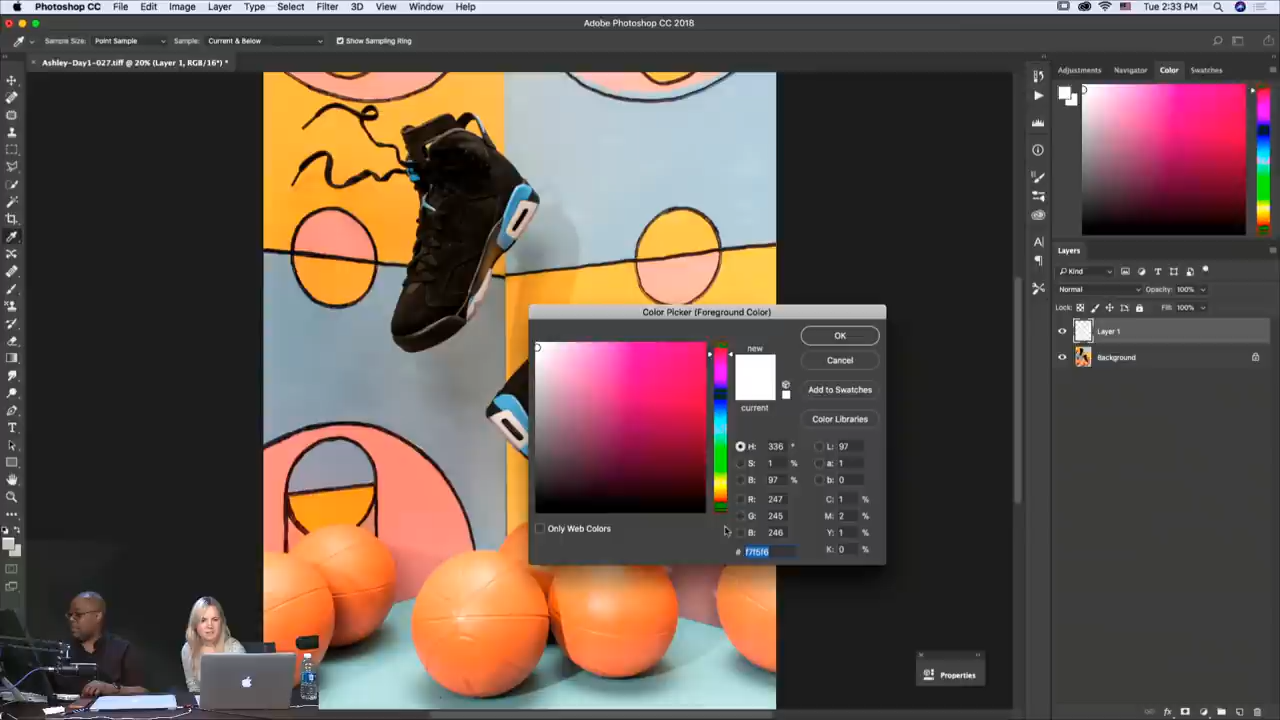 Photoshop CC File Edit Image Layer Type Select Filter 3D View Window Help Tue 2:33 PM
Adobe Photoshop CC 2018
Sample Size: Point Sample Sample: Current & Below Show Sampling Ring
Ashley-Day1-027.tiff @ 20% (Layer 1, RGB/16*) *
Adjustments Navigator Color Swatches
Layers
Kind
Normal Opacity: 100%
Lock: Fill: 100%
Layer 1
Background
Color Picker (Foreground Color)
new
current
OK
Cancel
Add to Swatches
Color Libraries
H: 336 ° L: 97
S: 1 % a: 1
B: 97 % b: 0
R: 247 C: 1 %
G: 245 M: 2 %
B: 246 Y: 1 %
# f7f5f6 K: 0 %
Only Web Colors
Properties